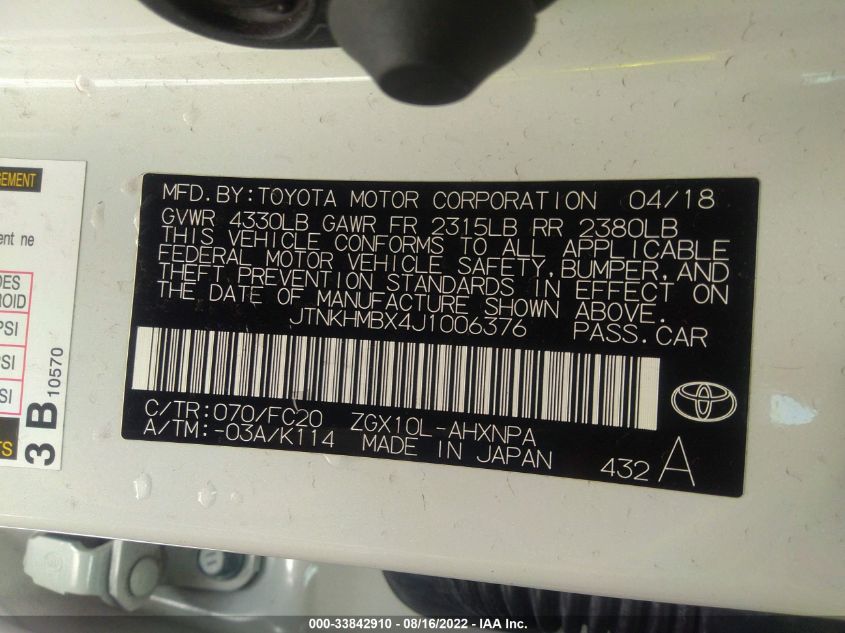 MFD.BY:TOYOTA MOTOR CORPORATION 04/18
GVWR 4330LB GAWR FR 2315LB RR 2380LB
THIS VEHICLE CONFORMS TO ALL APPLICABLE
FEDERAL MOTOR VEHICLE SAFETY,BUMPER,AND
THEFT PREVENTION STANDARDS IN EFFECT ON
THE DATE OF MANUFACTURE SHOWN ABOVE.
JTNKHMBX4J1006376 PASS.CAR
C/TR:070/FC20 ZGX10L-AHXNPA
A/TM:-03A/K114 MADE IN JAPAN
432 A
PSI
3B 10570
000-33842910 - 08/16/2022 - IAA Inc.